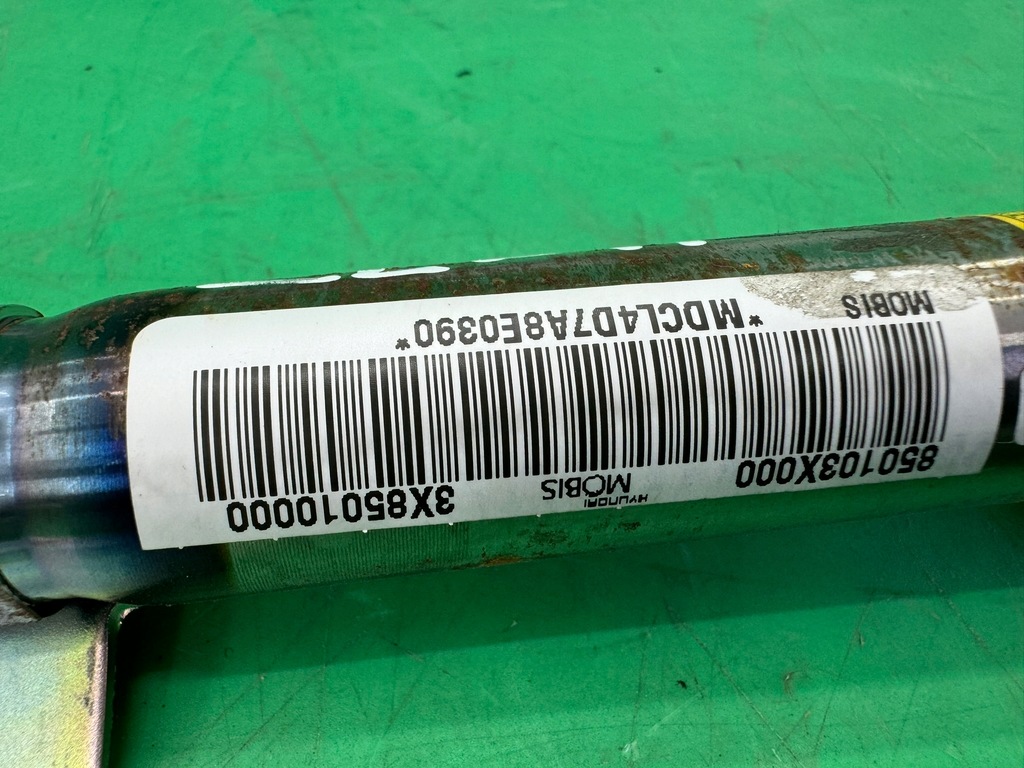 850103X000 HYUNDAI MOBIS 3X85010000
MOBIS *MDCL4D7A8E0390*